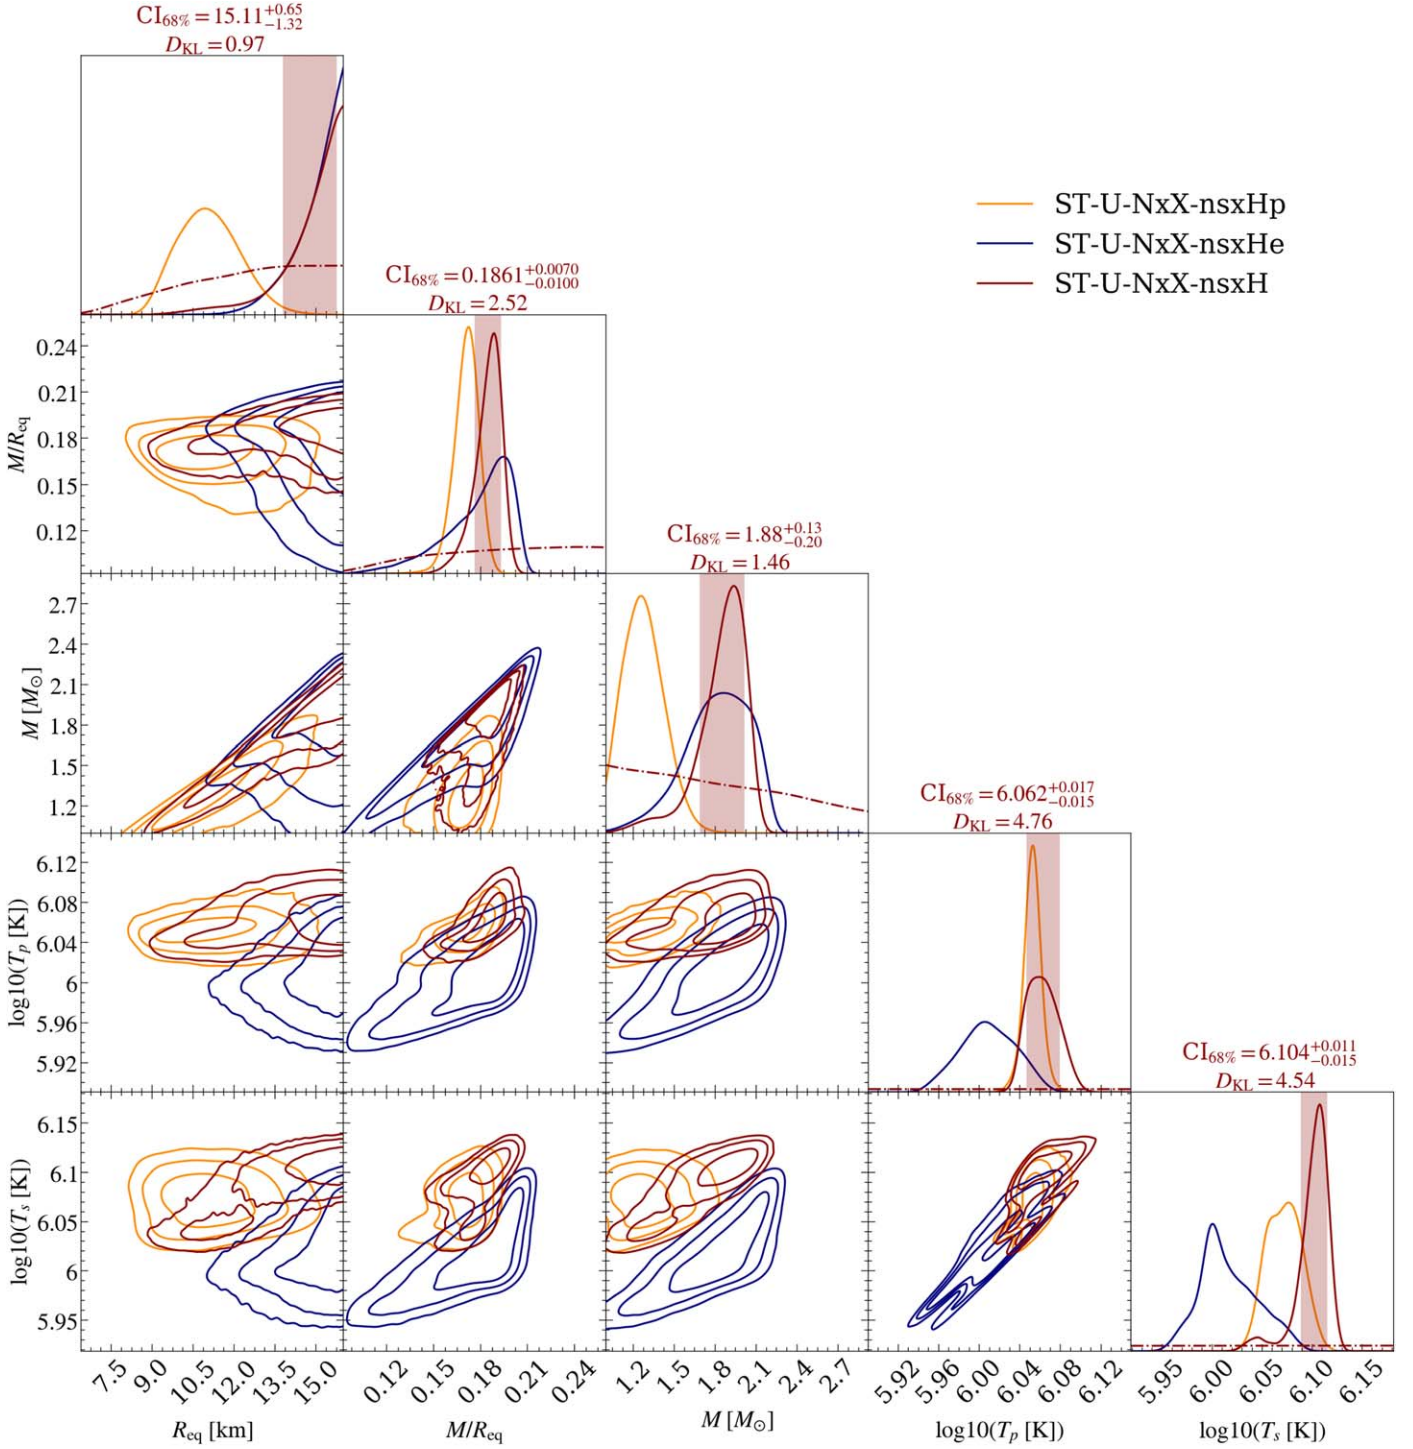 CI68% = 15.11+0.65−1.32
DKL = 0.97
ST-U-NxX-nsxHp
ST-U-NxX-nsxHe
ST-U-NxX-nsxH
CI68% = 0.1861+0.0070−0.0100
DKL = 2.52
M/Req
0.24
0.21
0.18
0.15
0.12
CI68% = 1.88+0.13−0.20
DKL = 1.46
M [M⊙]
2.7
2.4
2.1
1.8
1.5
1.2
CI68% = 6.062+0.017−0.015
DKL = 4.76
log10(Tp [K])
6.12
6.08
6.04
6
5.96
5.92
CI68% = 6.104+0.011−0.015
DKL = 4.54
log10(Ts [K])
6.15
6.10
6.05
6
5.95
7.5 9.0 10.5 12.0 13.5 15.0
0.12 0.15 0.18 0.21 0.24
1.2 1.5 1.8 2.1 2.4 2.7
5.92 5.96 6.00 6.04 6.08 6.12
5.95 6.00 6.05 6.10 6.15
Req [km]
M/Req
M [M⊙]
log10(Tp [K])
log10(Ts [K])